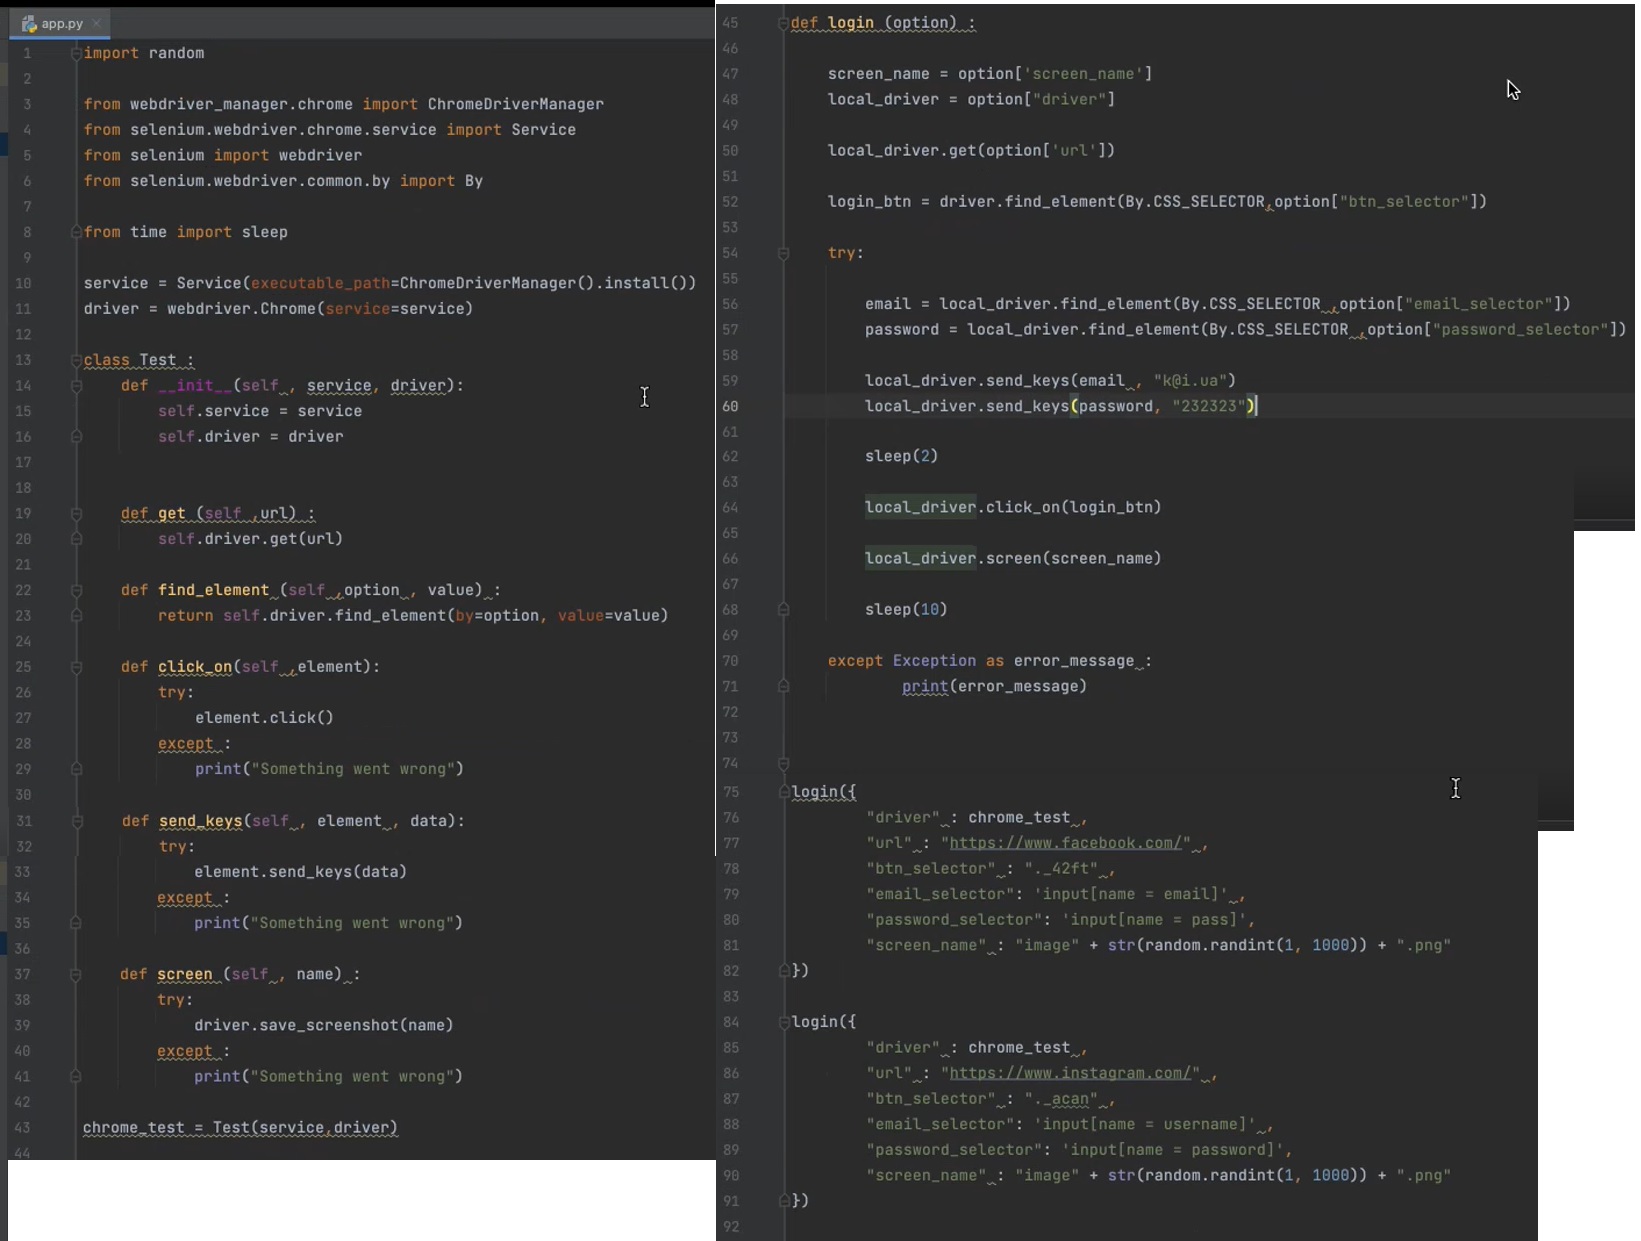 app.py
1 import random
2
3 from webdriver_manager.chrome import ChromeDriverManager
4 from selenium.webdriver.chrome.service import Service
5 from selenium import webdriver
6 from selenium.webdriver.common.by import By
7
8 from time import sleep
9
10 service = Service(executable_path=ChromeDriverManager().install())
11 driver = webdriver.Chrome(service=service)
12
13 class Test :
14     def __init__(self , service, driver):
15         self.service = service
16         self.driver = driver
17
18
19     def get (self ,url) :
20         self.driver.get(url)
21
22     def find_element (self ,option , value) :
23         return self.driver.find_element(by=option, value=value)
24
25     def click_on(self ,element):
26         try:
27             element.click()
28         except :
29             print("Something went wrong")
30
31     def send_keys(self , element , data):
32         try:
33             element.send_keys(data)
34         except :
35             print("Something went wrong")
36
37     def screen (self , name) :
38         try:
39             driver.save_screenshot(name)
40         except :
41             print("Something went wrong")
42
43 chrome_test = Test(service,driver)
44
45 def login (option) :
46
47     screen_name = option['screen_name']
48     local_driver = option["driver"]
49
50     local_driver.get(option['url'])
51
52     login_btn = driver.find_element(By.CSS_SELECTOR,option["btn_selector"])
53
54     try:
55
56         email = local_driver.find_element(By.CSS_SELECTOR ,option["email_selector"])
57         password = local_driver.find_element(By.CSS_SELECTOR ,option["password_selector"])
58
59         local_driver.send_keys(email , "k@i.ua")
60         local_driver.send_keys(password, "232323")
61
62         sleep(2)
63
64         local_driver.click_on(login_btn)
65
66         local_driver.screen(screen_name)
67
68         sleep(10)
69
70     except Exception as error_message :
71             print(error_message)
72
73
74
75 login({
76         "driver" : chrome_test ,
77         "url" : "https://www.facebook.com/" ,
78         "btn_selector" : "._42ft" ,
79         "email_selector": 'input[name = email]' ,
80         "password_selector": 'input[name = pass]',
81         "screen_name" : "image" + str(random.randint(1, 1000)) + ".png"
82 })
83
84 login({
85         "driver" : chrome_test ,
86         "url" : "https://www.instagram.com/" ,
87         "btn_selector" : "._acan" ,
88         "email_selector": 'input[name = username]' ,
89         "password_selector": 'input[name = password]',
90         "screen_name" : "image" + str(random.randint(1, 1000)) + ".png"
91 })
92